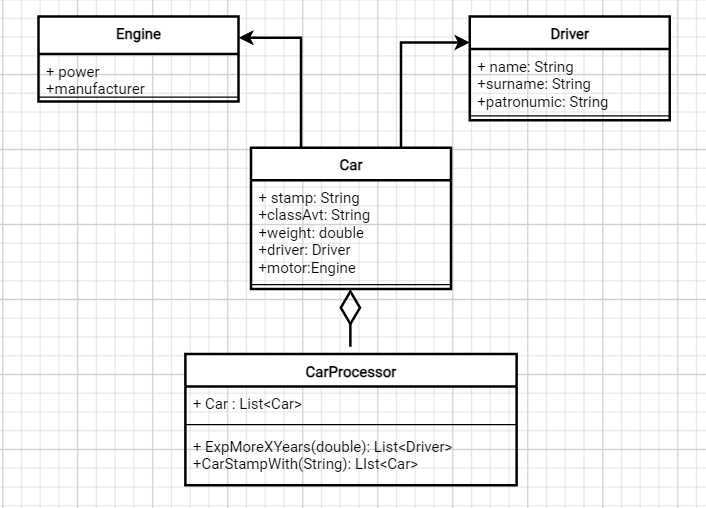 Engine
+ power
+manufacturer
Driver
+ name: String
+surname: String
+patronumic: String
Car
+ stamp: String
+classAvt: String
+weight: double
+driver: Driver
+motor:Engine
CarProcessor
+ Car : List<Car>
+ ExpMoreXYears(double): List<Driver>
+CarStampWith(String): LIst<Car>